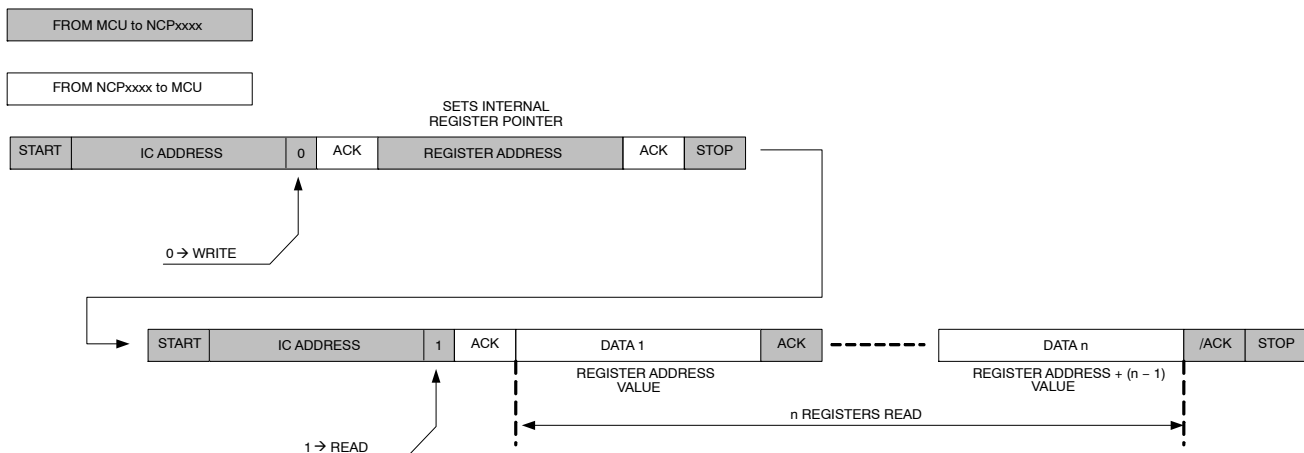 FROM MCU to NCPxxxx
FROM NCPxxxx to MCU
SETS INTERNAL
REGISTER POINTER
START IC ADDRESS 0 ACK REGISTER ADDRESS ACK STOP
0 → WRITE
START IC ADDRESS 1 ACK DATA 1 ACK DATA n /ACK STOP
REGISTER ADDRESS
VALUE
REGISTER ADDRESS + (n − 1)
VALUE
n REGISTERS READ
1 → READ